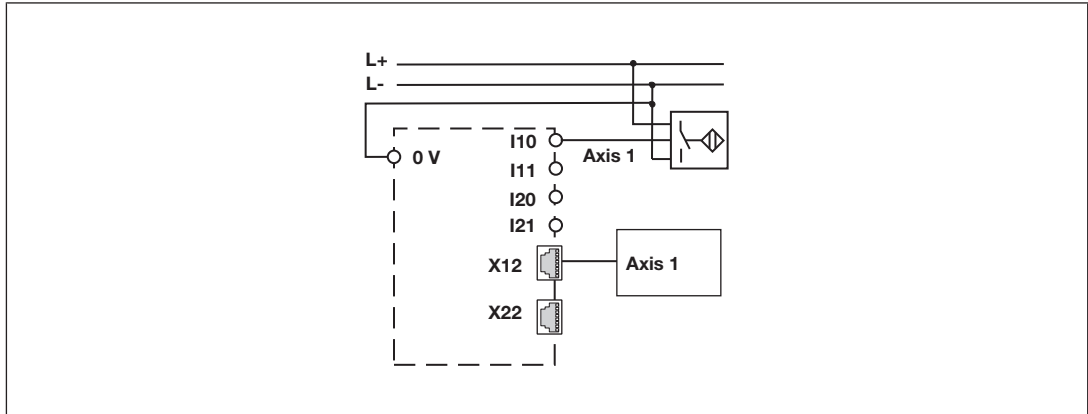 L+
L-
I10
0 V
Axis 1
I11
I20
I21
X12
Axis 1
X22